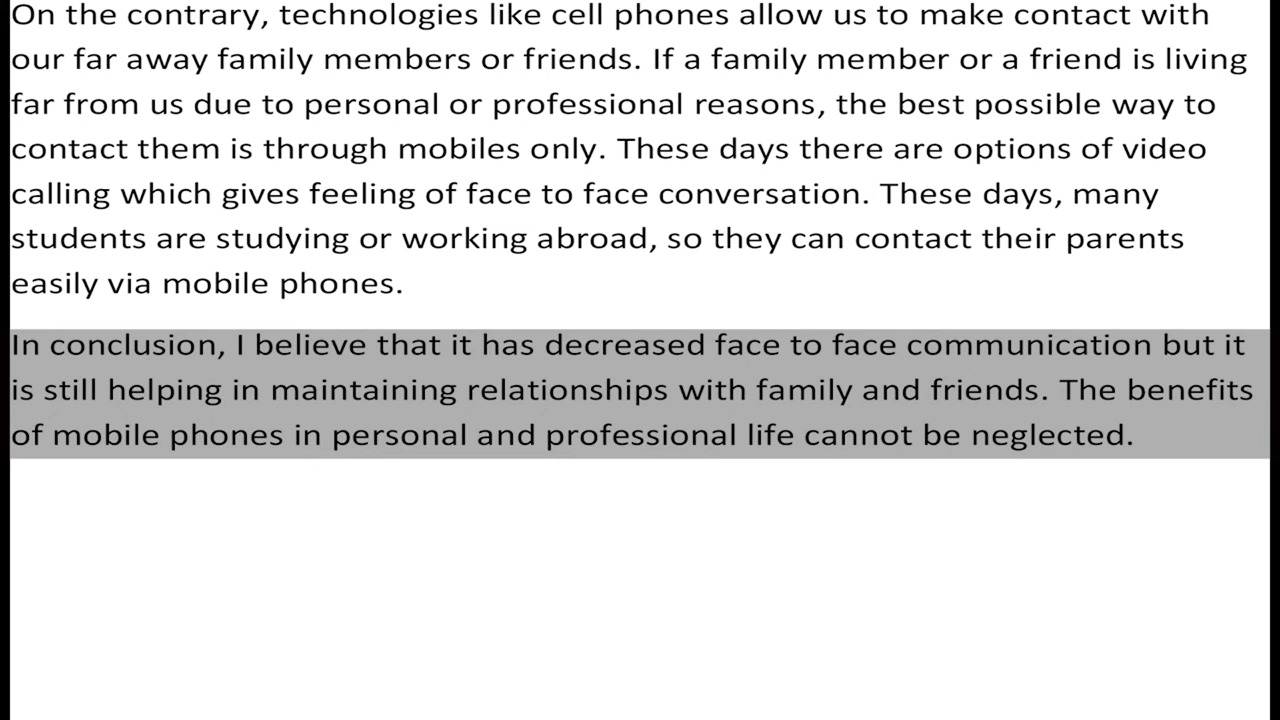 On the contrary, technologies like cell phones allow us to make contact with
our far away family members or friends. If a family member or a friend is living
far from us due to personal or professional reasons, the best possible way to
contact them is through mobiles only. These days there are options of video
calling which gives feeling of face to face conversation. These days, many
students are studying or working abroad, so they can contact their parents
easily via mobile phones.
In conclusion, I believe that it has decreased face to face communication but it
is still helping in maintaining relationships with family and friends. The benefits
of mobile phones in personal and professional life cannot be neglected.